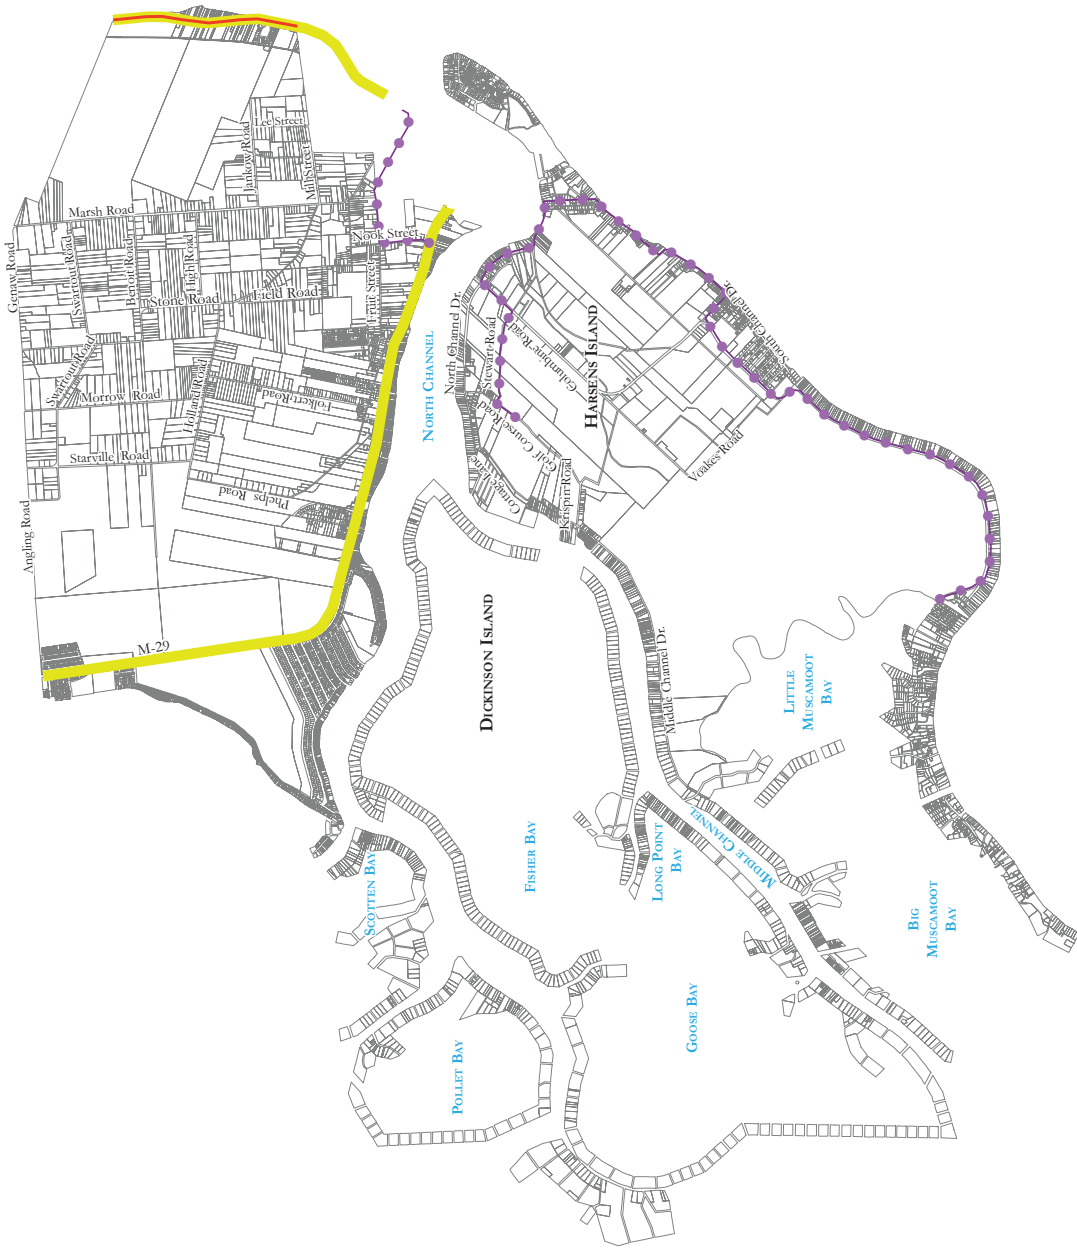 Lee Street
Jankow Road
Mill Street
Marsh Road
Nook Street
Genaw Road
Swartout Road
Benoit Road
High Road
Stone Road
Field Road
Fruit Street
Swartout Road
Morrow Road
Holland Road
Folkert Road
Starville Road
Phelps Road
Angling Road
M-29
North Channel
North Channel Dr.
Stewart Road
Columbine Road
Harsens Island
South Channel Dr.
Golf Course Road
Cottage Lane
Krispin Road
Voakes Road
Dickinson Island
Middle Channel Dr.
Little
Muscamoot
Bay
Middle Channel
Long Point
Bay
Fisher Bay
Scotten Bay
Big
Muscamoot
Bay
Goose Bay
Pollet Bay